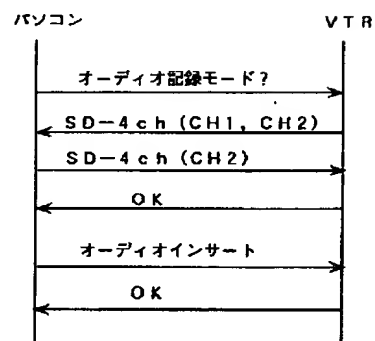 パソコン VTR
オーディオ記録モード?
SD-4ch (CH1, CH2)
SD-4ch (CH2)
OK
オーディオインサート
OK